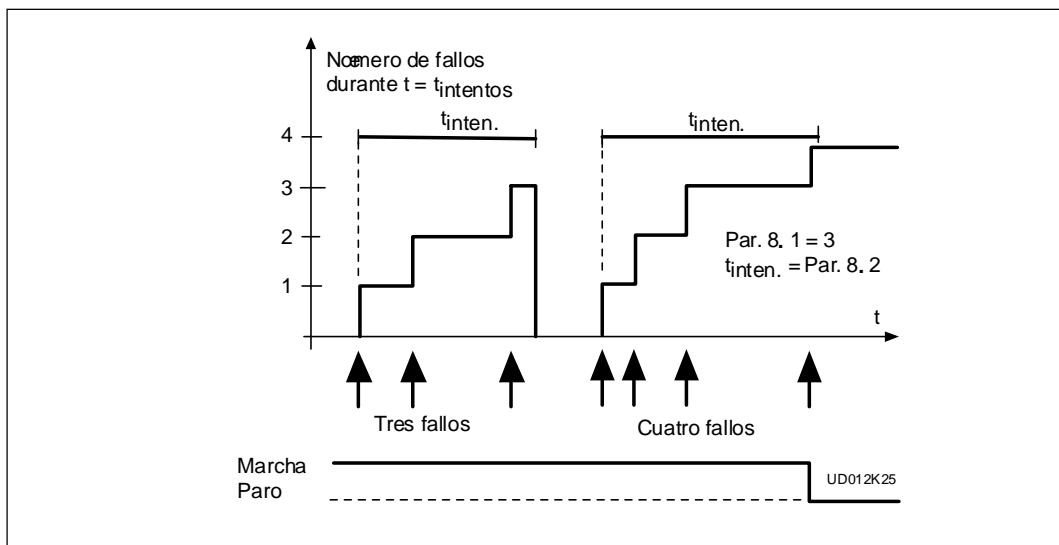 Noemero de fallos
durante t = tintentos
tinten.
tinten.
4
3
2
1
Par. 8. 1 = 3
tinten. = Par. 8. 2
t
Tres fallos
Cuatro fallos
Marcha
Paro
UD012K25